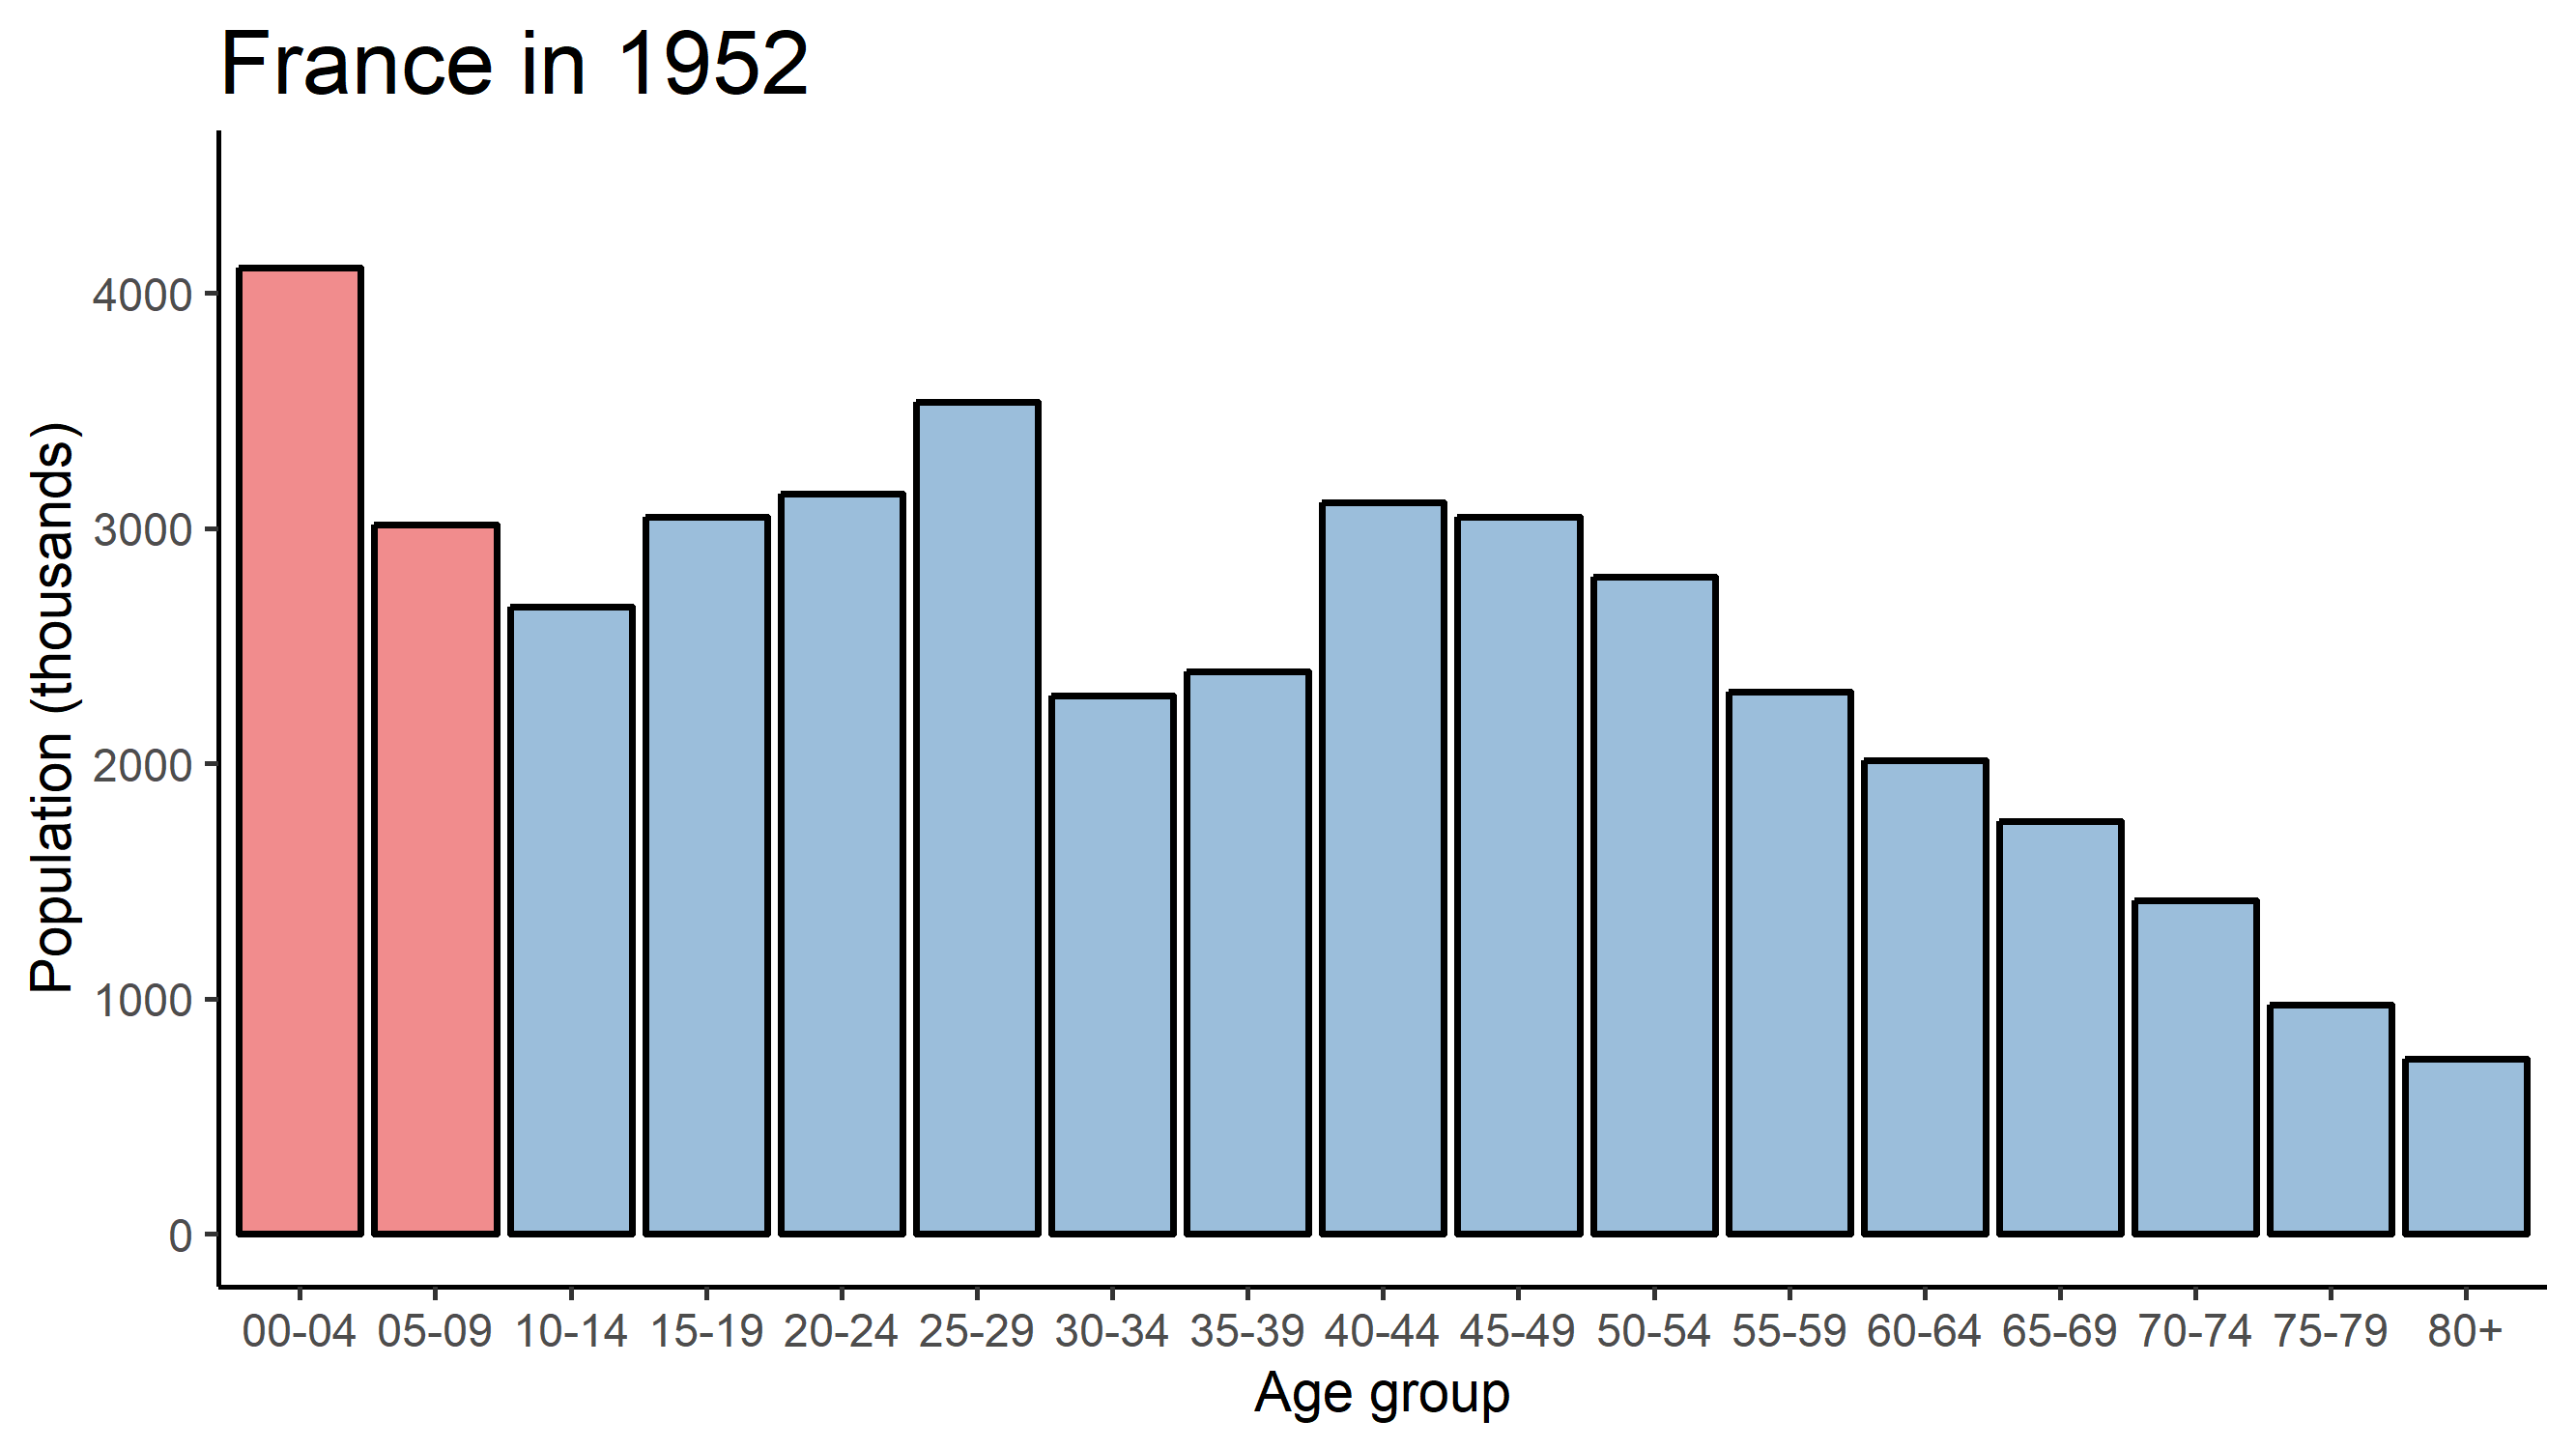 France in 1952
Population (thousands)
4000
3000
2000
1000
0
00-04 05-09 10-14 15-19 20-24 25-29 30-34 35-39 40-44 45-49 50-54 55-59 60-64 65-69 70-74 75-79 80+
Age group